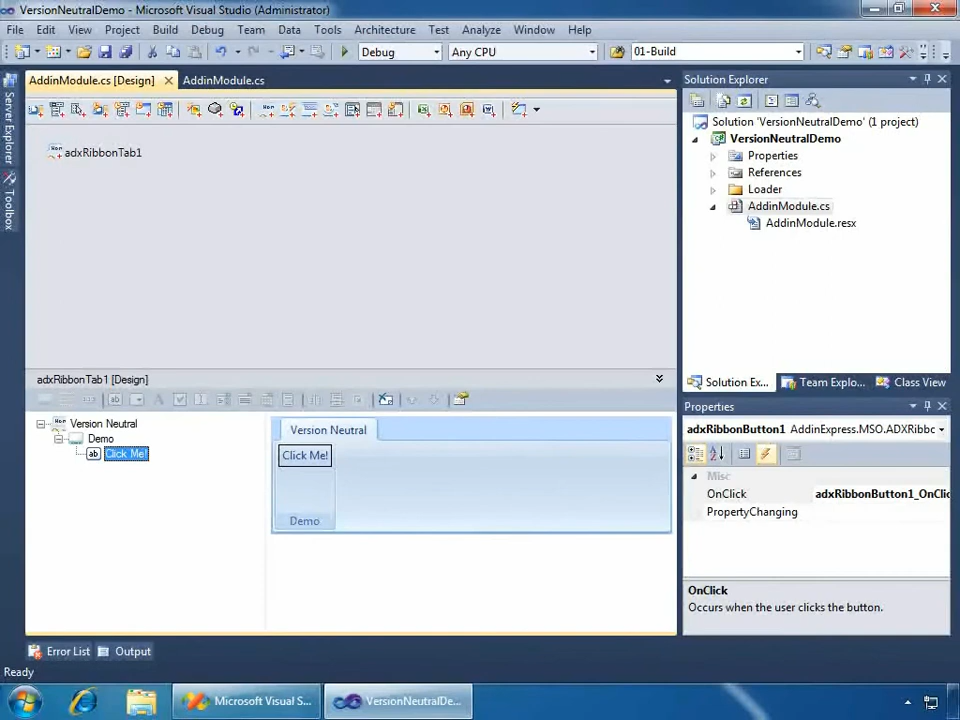 VersionNeutralDemo - Microsoft Visual Studio (Administrator)
File Edit View Project Build Debug Team Data Tools Architecture Test Analyze Window Help
Debug Any CPU 01-Build
AddinModule.cs [Design] AddinModule.cs
Server Explorer
Toolbox
adxRibbonTab1
Solution Explorer
Solution 'VersionNeutralDemo' (1 project)
VersionNeutralDemo
Properties
References
Loader
AddinModule.cs
AddinModule.resx
Solution Ex... Team Explo... Class View
adxRibbonTab1 [Design]
Version Neutral
Demo
ab Click Me!
Version Neutral
Click Me!
Demo
Properties
adxRibbonButton1 AddinExpress.MSO.ADXRibbc
Misc
OnClick adxRibbonButton1_OnClic
PropertyChanging
OnClick
Occurs when the user clicks the button.
Error List Output
Ready
Microsoft Visual S... VersionNeutralDe...